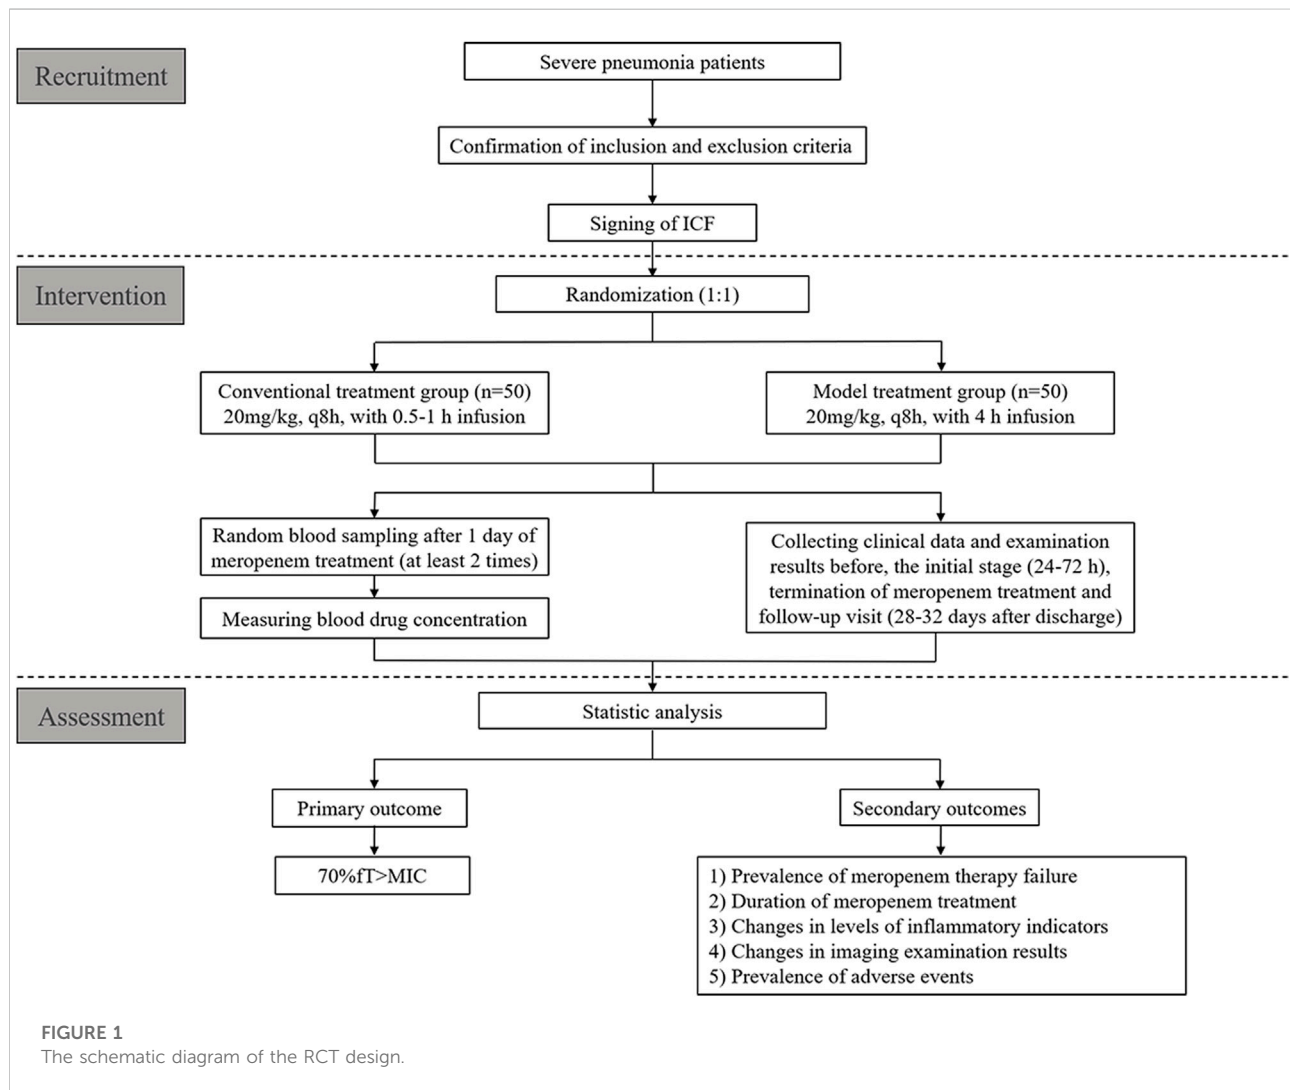 Recruitment
Severe pneumonia patients
Confirmation of inclusion and exclusion criteria
Signing of ICF
Intervention
Randomization (1:1)
Conventional treatment group (n=50)
20mg/kg, q8h, with 0.5-1 h infusion
Model treatment group (n=50)
20mg/kg, q8h, with 4 h infusion
Random blood sampling after 1 day of
meropenem treatment (at least 2 times)
Measuring blood drug concentration
Collecting clinical data and examination
results before, the initial stage (24-72 h),
termination of meropenem treatment and
follow-up visit (28-32 days after discharge)
Assessment
Statistic analysis
Primary outcome
70%fT>MIC
Secondary outcomes
1) Prevalence of meropenem therapy failure
2) Duration of meropenem treatment
3) Changes in levels of inflammatory indicators
4) Changes in imaging examination results
5) Prevalence of adverse events
FIGURE 1
The schematic diagram of the RCT design.